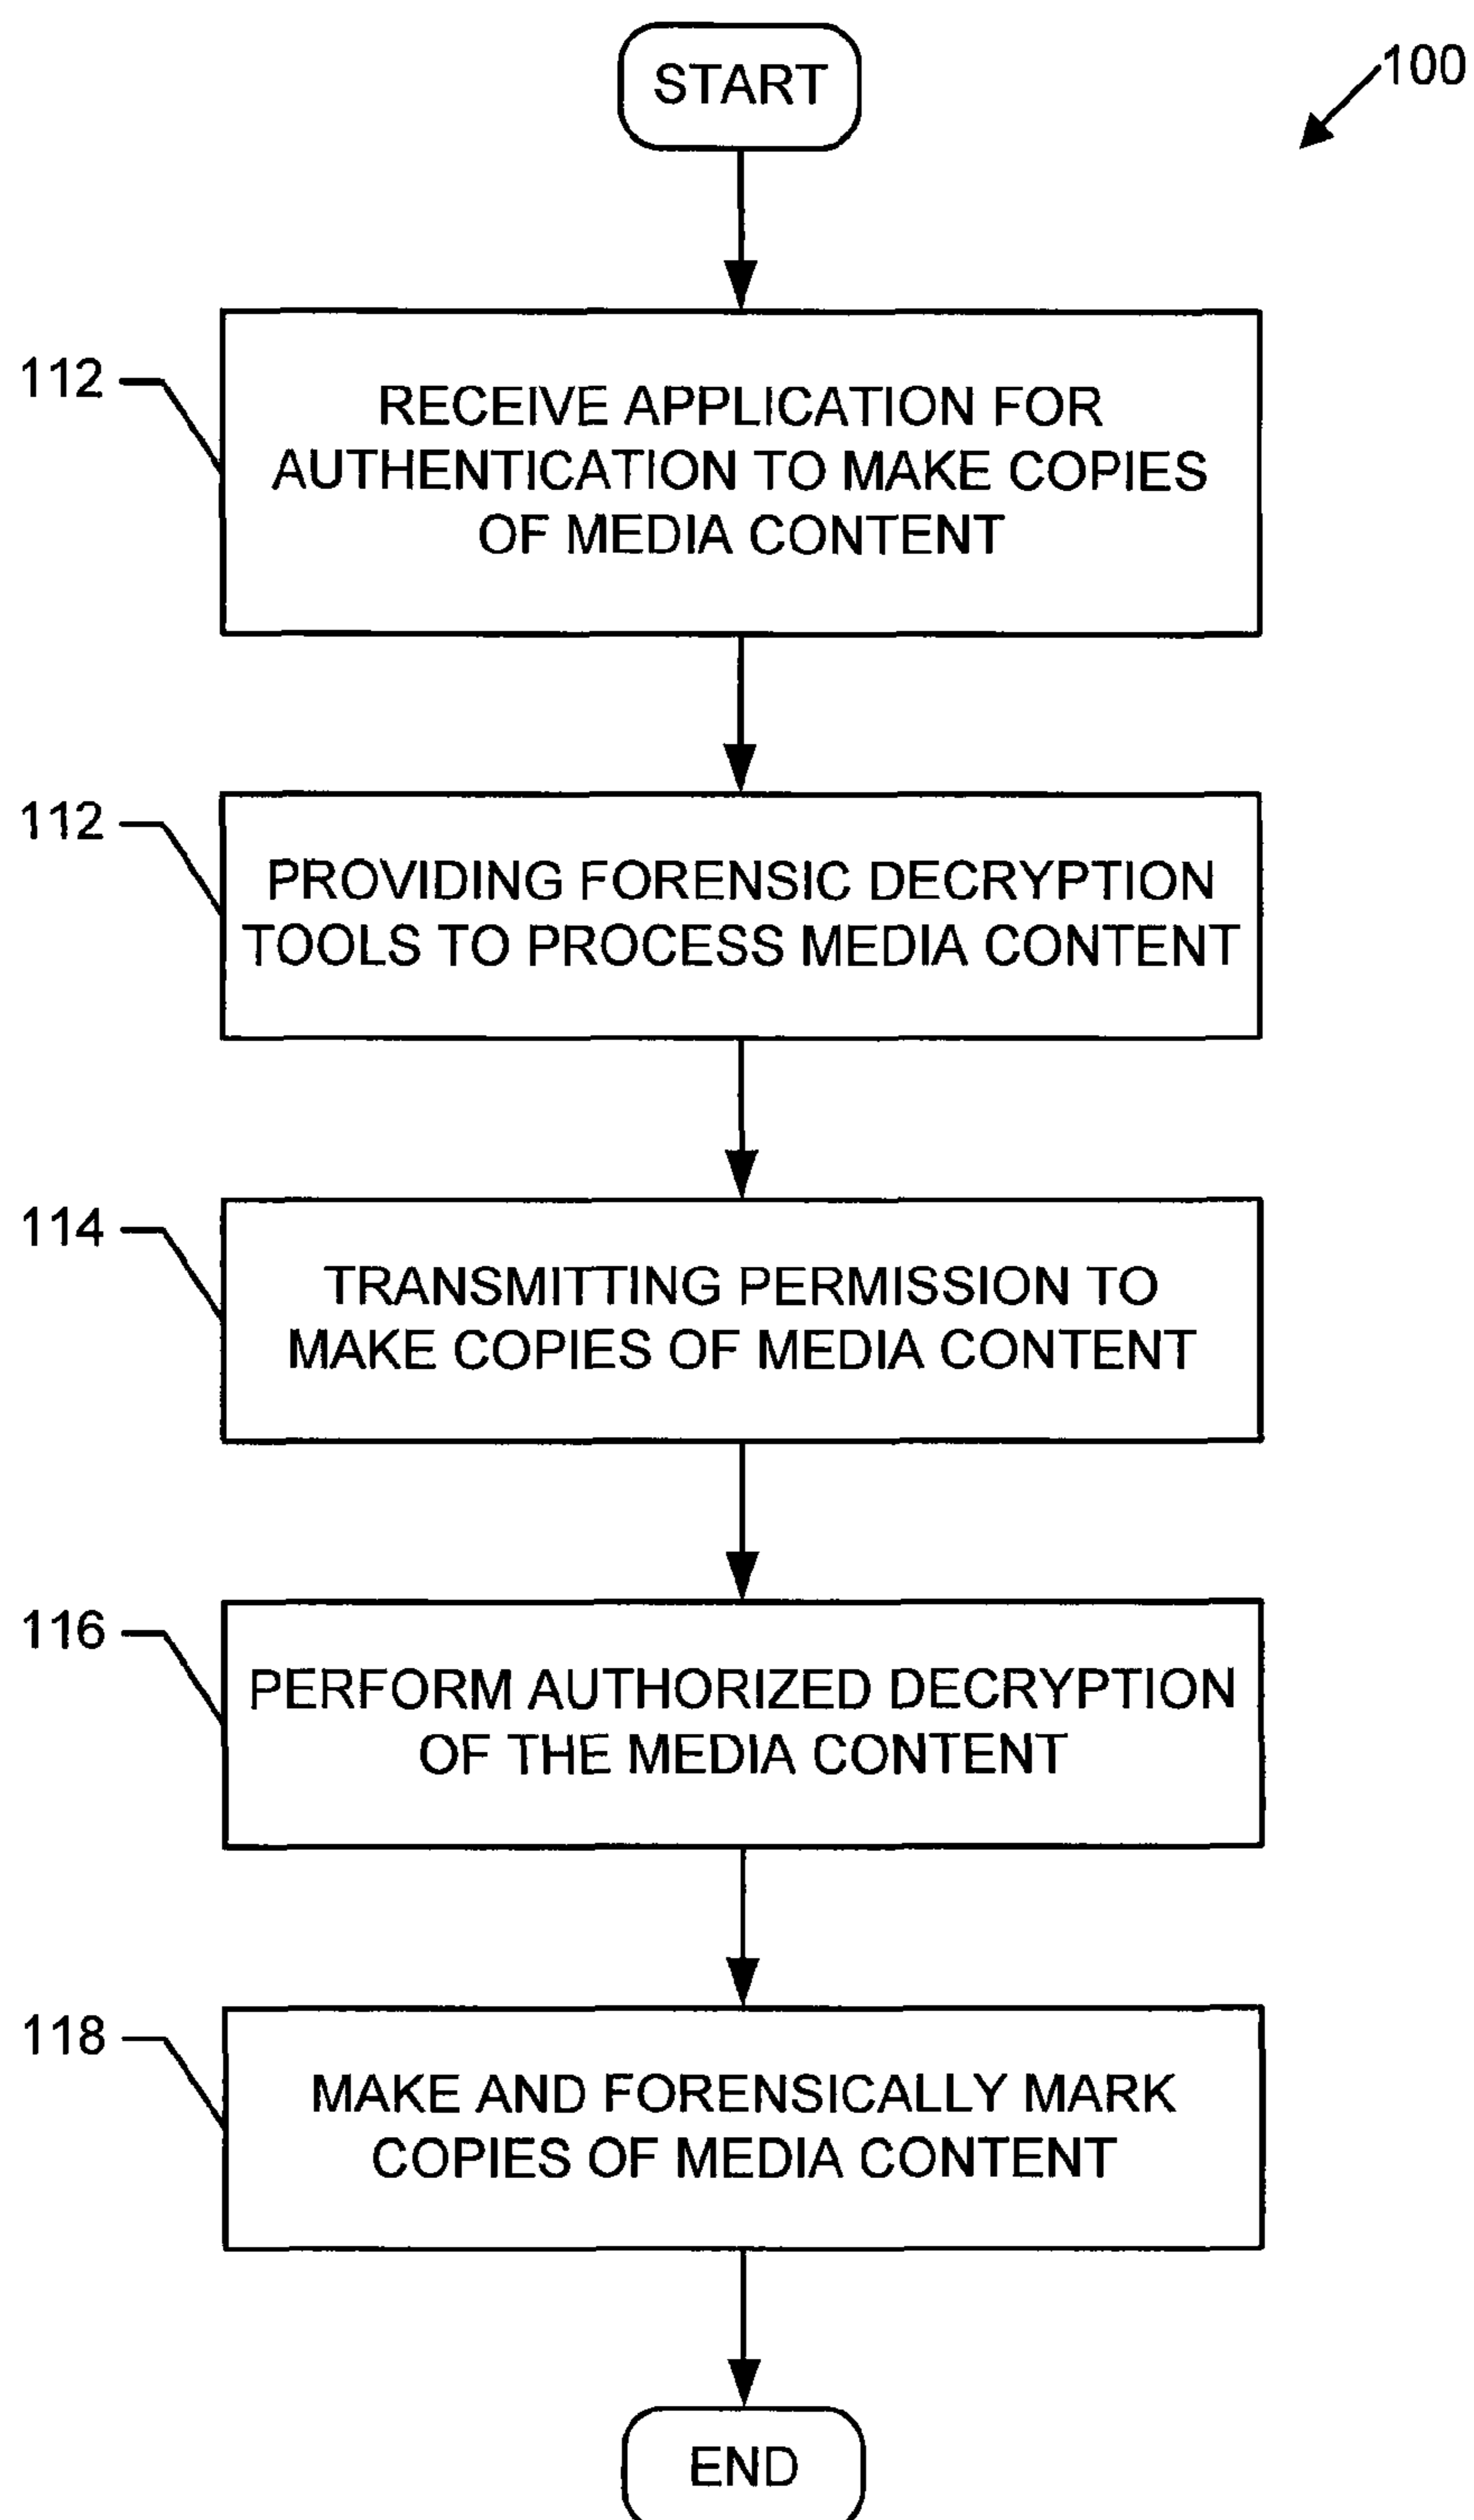 START
100
112
RECEIVE APPLICATION FOR
AUTHENTICATION TO MAKE COPIES
OF MEDIA CONTENT
112
PROVIDING FORENSIC DECRYPTION
TOOLS TO PROCESS MEDIA CONTENT
114
TRANSMITTING PERMISSION TO
MAKE COPIES OF MEDIA CONTENT
116
PERFORM AUTHORIZED DECRYPTION
OF THE MEDIA CONTENT
118
MAKE AND FORENSICALLY MARK
COPIES OF MEDIA CONTENT
END